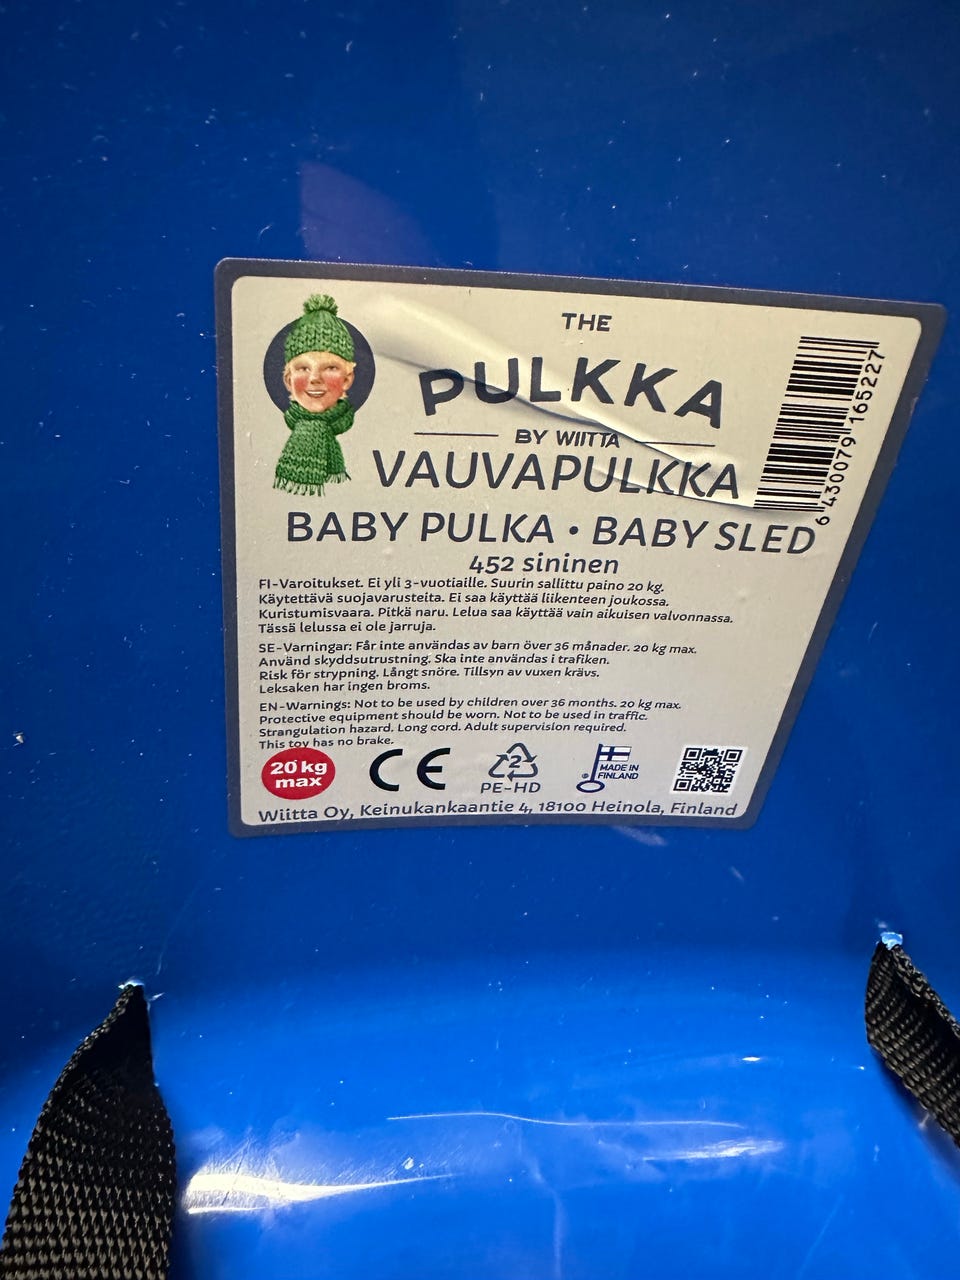 THE
PULKKA
BY WIITTA
VAUVAPULKKA
BABY PULKA • BABY SLED
452 sininen
6 430079 165227
FI-Varoitukset. Ei yli 3-vuotiaille. Suurin sallittu paino 20 kg.
Käytettävä suojavarusteita. Ei saa käyttää liikenteen joukossa.
Kuristumisvaara. Pitkä naru. Lelua saa käyttää vain aikuisen valvonnassa.
Tässä lelussa ei ole jarruja.
SE-Varningar: Får inte användas av barn över 36 månader. 20 kg max.
Använd skyddsutrustning. Ska inte användas i trafiken.
Risk för strypning. Långt snöre. Tillsyn av vuxen krävs.
Leksaken har ingen broms.
EN-Warnings: Not to be used by children over 36 months. 20 kg max.
Protective equipment should be worn. Not to be used in traffic.
Strangulation hazard. Long cord. Adult supervision required.
This toy has no brake.
20 kg
max
CE
2
PE-HD
MADE IN
FINLAND
Wiitta Oy, Keinukankaantie 4, 18100 Heinola, Finland